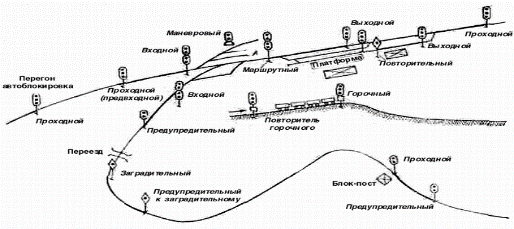 Маневровый
Выходной
Проходной
Входной
Выходной
Маршрутный
Платформа
Повторительный
Перегон
автоблокировка
Проходной
(предвходной)
Входной
Горочный
Проходной
Предупредительный
Повторитель
горочного
Переезд
Заградительный
Проходной
Предупредительный
к заградительному
Блок-пост
Предупредительный